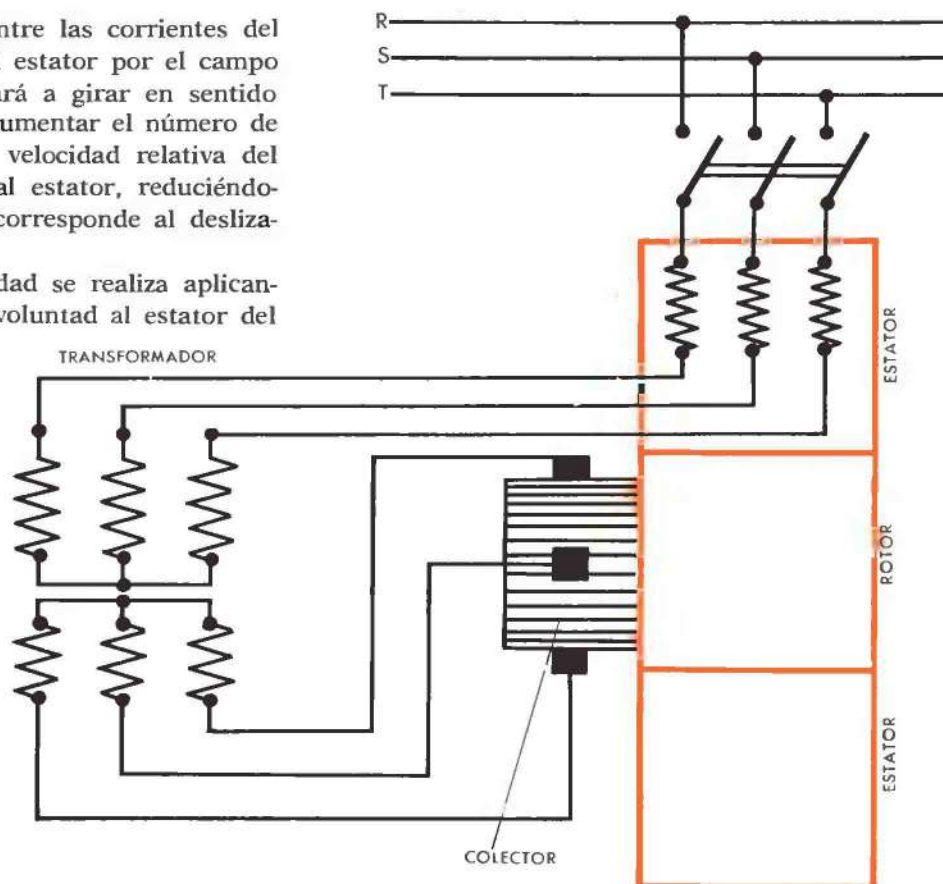 ntre las corrientes del
estator por el campo
ará a girar en sentido
umentar el número de
velocidad relativa del
al estator, reduciéndo-
corresponde al desliza-
dad se realiza aplican-
voluntad al estator del
R
S
T
TRANSFORMADOR
ESTATOR
ROTOR
ESTATOR
COLECTOR